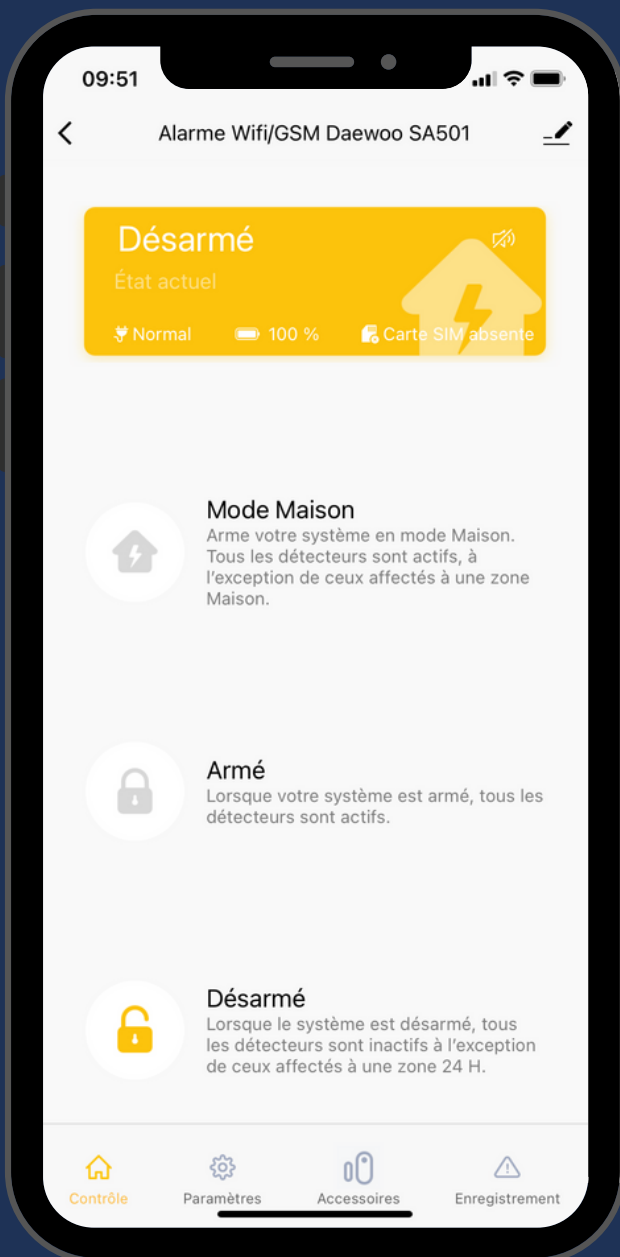 09:51
Alarme Wifi/GSM Daewoo SA501
Désarmé
État actuel
Normal 100 % Carte SIM absente
Mode Maison
Arme votre système en mode Maison.
Tous les détecteurs sont actifs, à
l'exception de ceux affectés à une zone
Maison.
Armé
Lorsque votre système est armé, tous les
détecteurs sont actifs.
Désarmé
Lorsque le système est désarmé, tous
les détecteurs sont inactifs à l'exception
de ceux affectés à une zone 24 H.
Contrôle Paramètres Accessoires Enregistrement